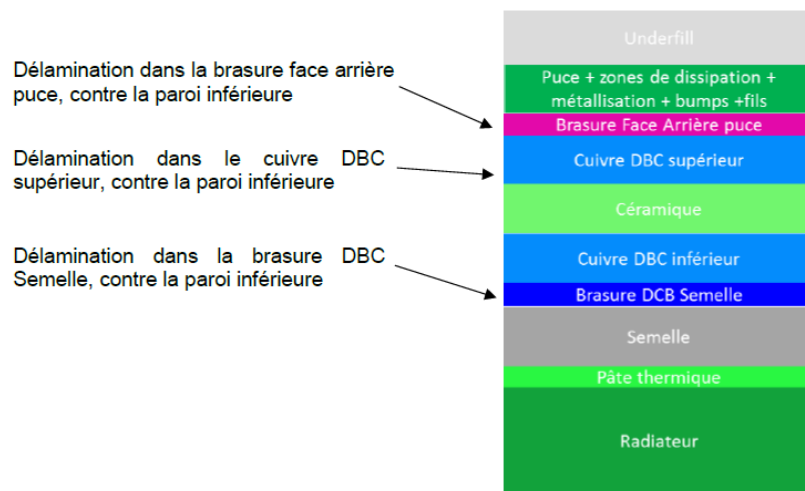 Underfill
Délamination dans la brasure face arrière
puce, contre la paroi inférieure
Puce + zones de dissipation +
métallisation + bumps +fils
Brasure Face Arrière puce
Délamination dans le cuivre DBC
supérieur, contre la paroi inférieure
Cuivre DBC supérieur
Céramique
Délamination dans la brasure DBC
Semelle, contre la paroi inférieure
Cuivre DBC inférieur
Brasure DCB Semelle
Semelle
Pâte thermique
Radiateur